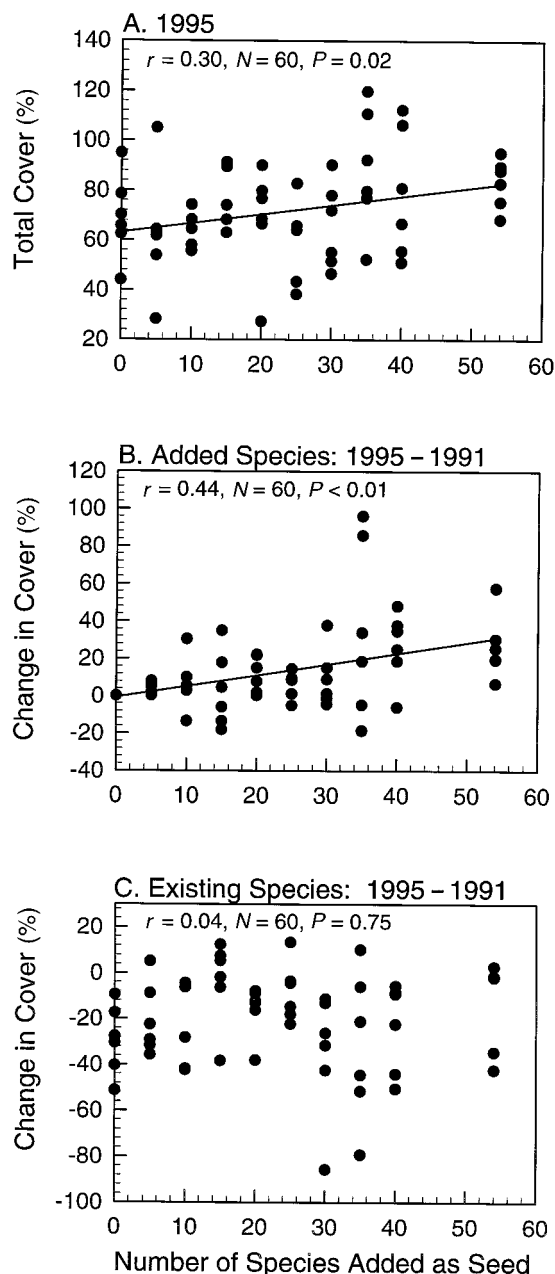 A. 1995
r = 0.30, N = 60, P = 0.02
Total Cover (%)
140
120
100
80
60
40
20
0 10 20 30 40 50 60
B. Added Species: 1995 – 1991
r = 0.44, N = 60, P < 0.01
Change in Cover (%)
120
100
80
60
40
20
0
-20
-40
0 10 20 30 40 50 60
C. Existing Species: 1995 – 1991
r = 0.04, N = 60, P = 0.75
Change in Cover (%)
20
0
-20
-40
-60
-80
-100
0 10 20 30 40 50 60
Number of Species Added as Seed